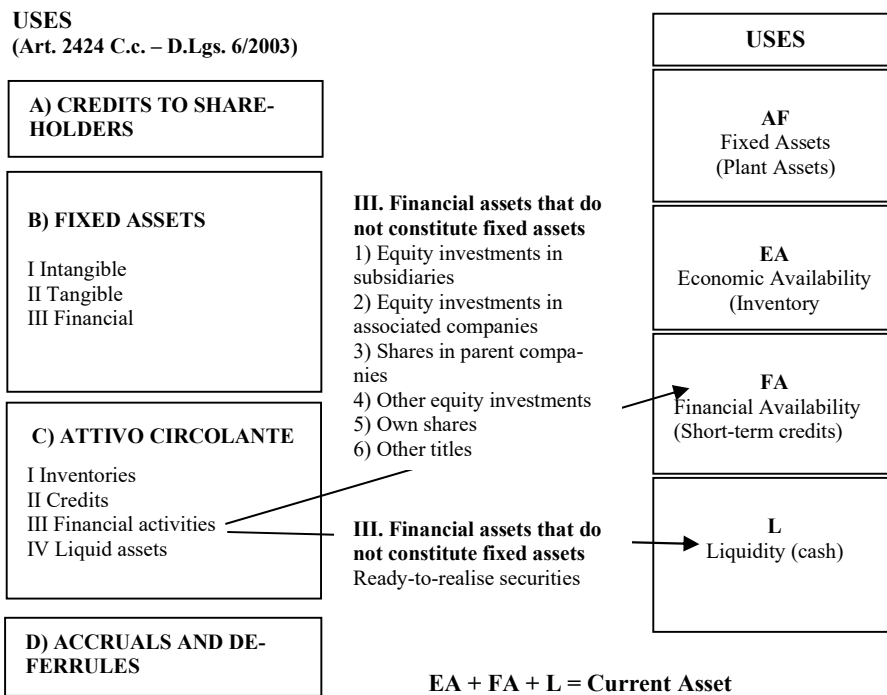 USES
(Art. 2424 C.c. – D.Lgs. 6/2003)
A) CREDITS TO SHARE-
HOLDERS
B) FIXED ASSETS
I Intangible
II Tangible
III Financial
C) ATTIVO CIRCOLANTE
I Inventories
II Credits
III Financial activities
IV Liquid assets
D) ACCRUALS AND DE-
FERRULES
III. Financial assets that do
not constitute fixed assets
1) Equity investments in
subsidiaries
2) Equity investments in
associated companies
3) Shares in parent compa-
nies
4) Other equity investments
5) Own shares
6) Other titles
III. Financial assets that do
not constitute fixed assets
Ready-to-realise securities
USES
AF
Fixed Assets
(Plant Assets)
EA
Economic Availability
(Inventory
FA
Financial Availability
(Short-term credits)
L
Liquidity (cash)
EA + FA + L = Current Asset